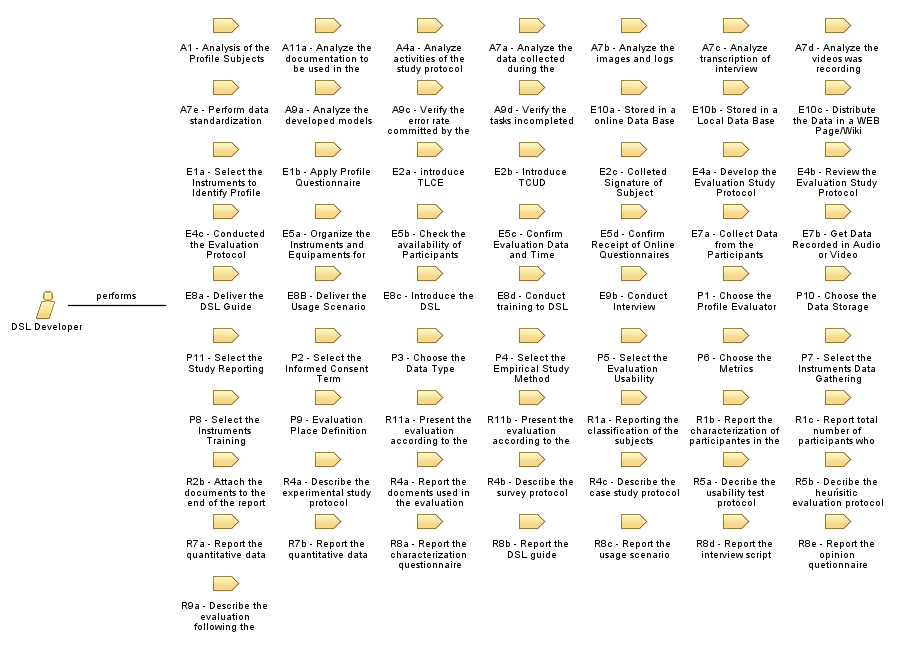 A1 - Analysis of the
Profile Subjects
A11a - Analyze the
documentation to
be used in the
A4a - Analyze
activities of the
study protocol
A7a - Analyze the
data collected
during the
A7b - Analyze the
images and logs
A7c - Analyze
transcription of
interview
A7d - Analyze the
videos was
recording
A7e - Perform data
standardization
A9a - Analyze the
developed models
A9c - Verify the
error rate
committed by the
A9d - Verify the
tasks incompleted
E10a - Stored in a
online Data Base
E10b - Stored in a
Local Data Base
E10c - Distribute
the Data in a WEB
Page/Wiki
E1a - Select the
Instruments to
Identify Profile
E1b - Apply Profile
Questionnaire
E2a - introduce
TLCE
E2b - Introduce
TCUD
E2c - Colleted
Signature of
Subject
E4a - Develop the
Evaluation Study
Protocol
E4b - Review the
Evaluation Study
Protocol
E4c - Conducted
the Evaluation
Protocol
E5a - Organize the
Instruments and
Equipaments for
E5b - Check the
availability of
Participants
E5c - Confirm
Evaluation Data
and Time
E5d - Confirm
Receipt of Online
Questionnaires
E7a - Collect Data
from the
Participants
E7b - Get Data
Recorded in Audio
or Video
performs
DSL Developer
E8a - Deliver the
DSL Guide
E8B - Deliver the
Usage Scenario
E8c - Introduce the
DSL
E8d - Conduct
training to DSL
E9b - Conduct
Interview
P1 - Choose the
Profile Evaluator
P10 - Choose the
Data Storage
P11 - Select the
Study Reporting
P2 - Select the
Informed Consent
Term
P3 - Choose the
Data Type
P4 - Select the
Empirical Study
Method
P5 - Select the
Evaluation
Usability
P6 - Choose the
Metrics
P7 - Select the
Instruments Data
Gathering
P8 - Select the
Instruments
Training
P9 - Evaluation
Place Definition
R11a - Present the
evaluation
according to the
R11b - Present the
evaluation
according to the
R1a - Reporting the
classification of the
subjects
R1b - Report the
characterization of
participantes in the
R1c - Report total
number of
participants who
R2b - Attach the
documents to the
end of the report
R4a - Describe the
experimental study
protocol
R4a - Report the
docments used in
the evaluation
R4b - Describe the
survey protocol
R4c - Describe the
case study protocol
R5a - Decribe the
usability test
protocol
R5b - Decribe the
heurísitic
evaluation protocol
R7a - Report the
quantitative data
R7b - Report the
quantitative data
R8a - Report the
characterization
questionnaire
R8b - Report the
DSL guide
R8c - Report the
usage scenario
R8d - Report the
interview script
R8e - Report the
opinion
quetionnaire
R9a - Describe the
evaluation
following the